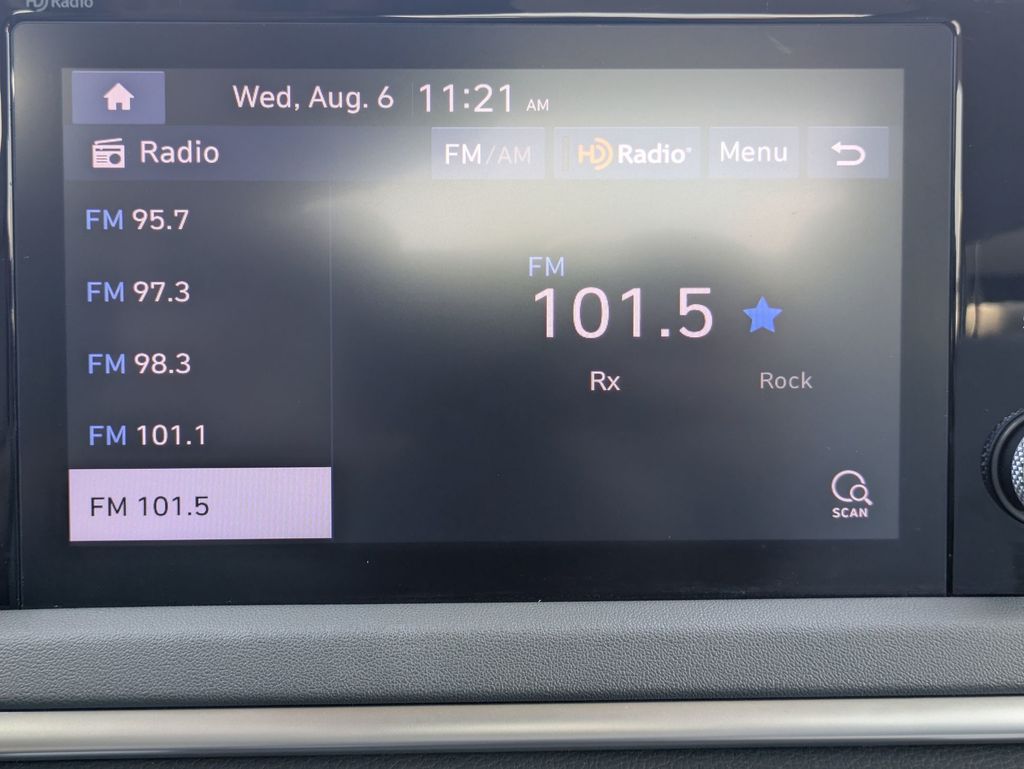 HD Radio
Wed, Aug. 6 11:21 AM
Radio FM/AM HD Radio Menu
FM 95.7
FM 97.3
FM 98.3
FM 101.1
FM 101.5
FM
101.5
Rx Rock
SCAN